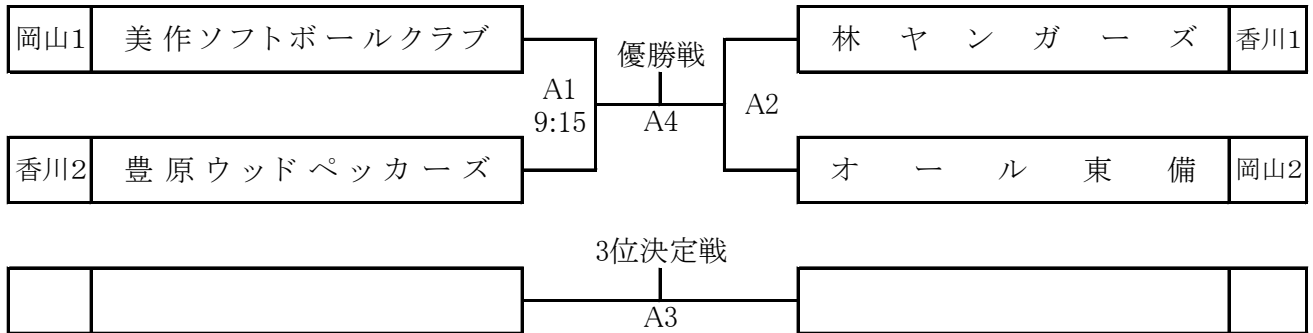 岡山1 美作ソフトボールクラブ 林ヤンガーズ 香川1
優勝戦
A1 A2
9:15 A4
香川2 豊原ウッドペッカーズ オール東備 岡山2
3位決定戦
A3